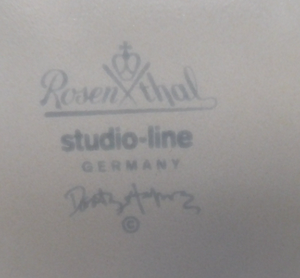 Rosenthal
studio-line
GERMANY
©